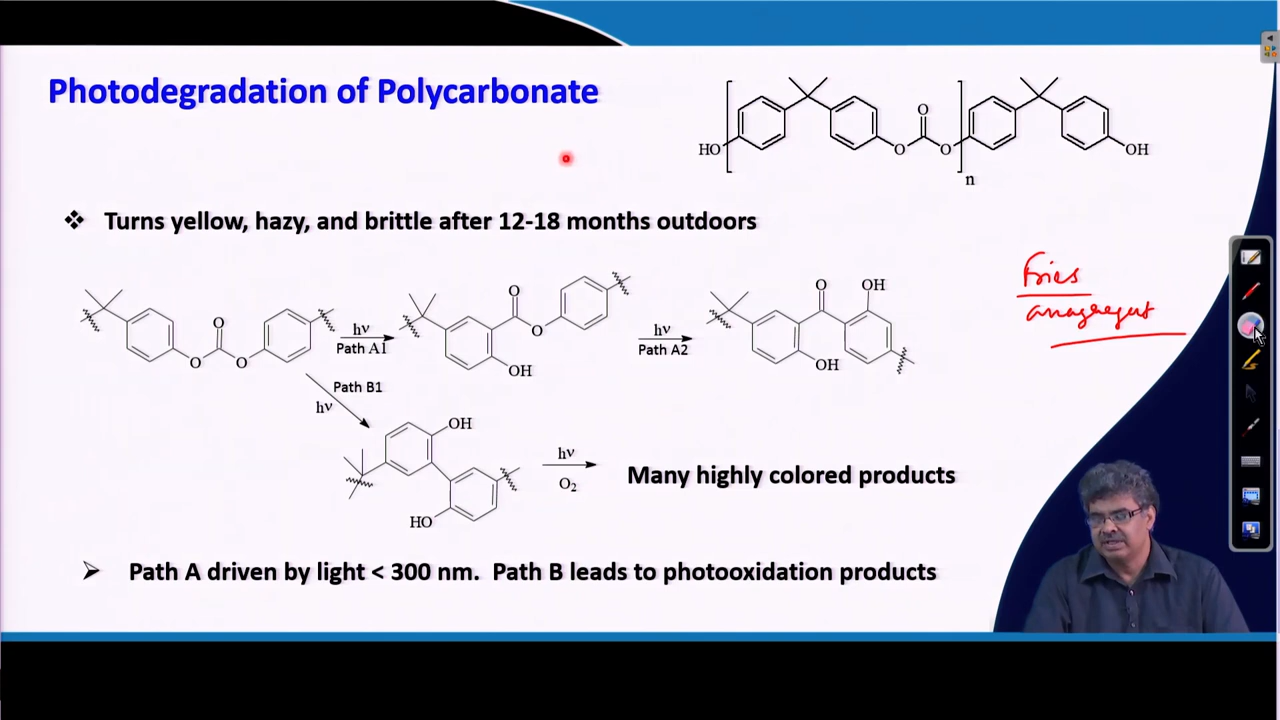 Photodegradation of Polycarbonate
HO
O
O
O
n
OH
❖ Turns yellow, hazy, and brittle after 12-18 months outdoors
Fries
O
O
O
hν
Path A1
O
O
OH
hν
Path A2
O
OH
OH
Path B1
hν
OH
HO
hν
O₂
Many highly colored products
➢ Path A driven by light < 300 nm. Path B leads to photooxidation products